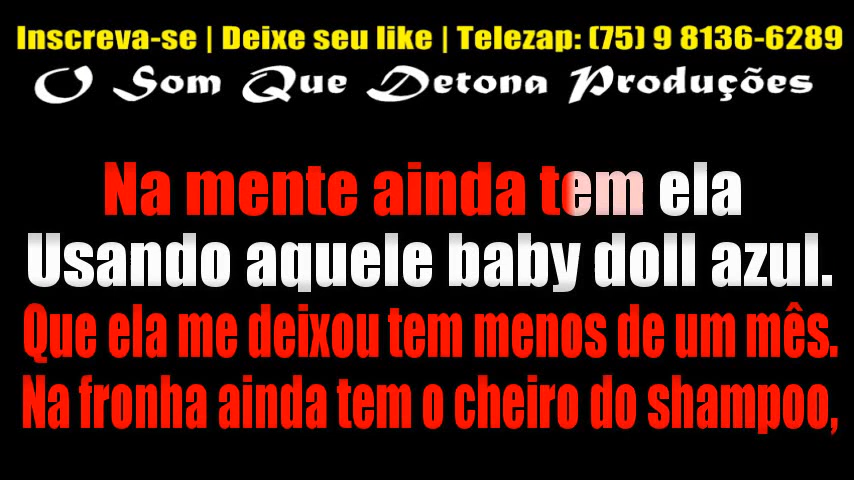 Inscreva-se | Deixe seu like | Telezap: (75) 9 8136-6289
O Som Que Detona Produções
Na mente ainda tem ela
Usando aquele baby doll azul.
Que ela me deixou tem menos de um mês.
Na fronha ainda tem o cheiro do shampoo,